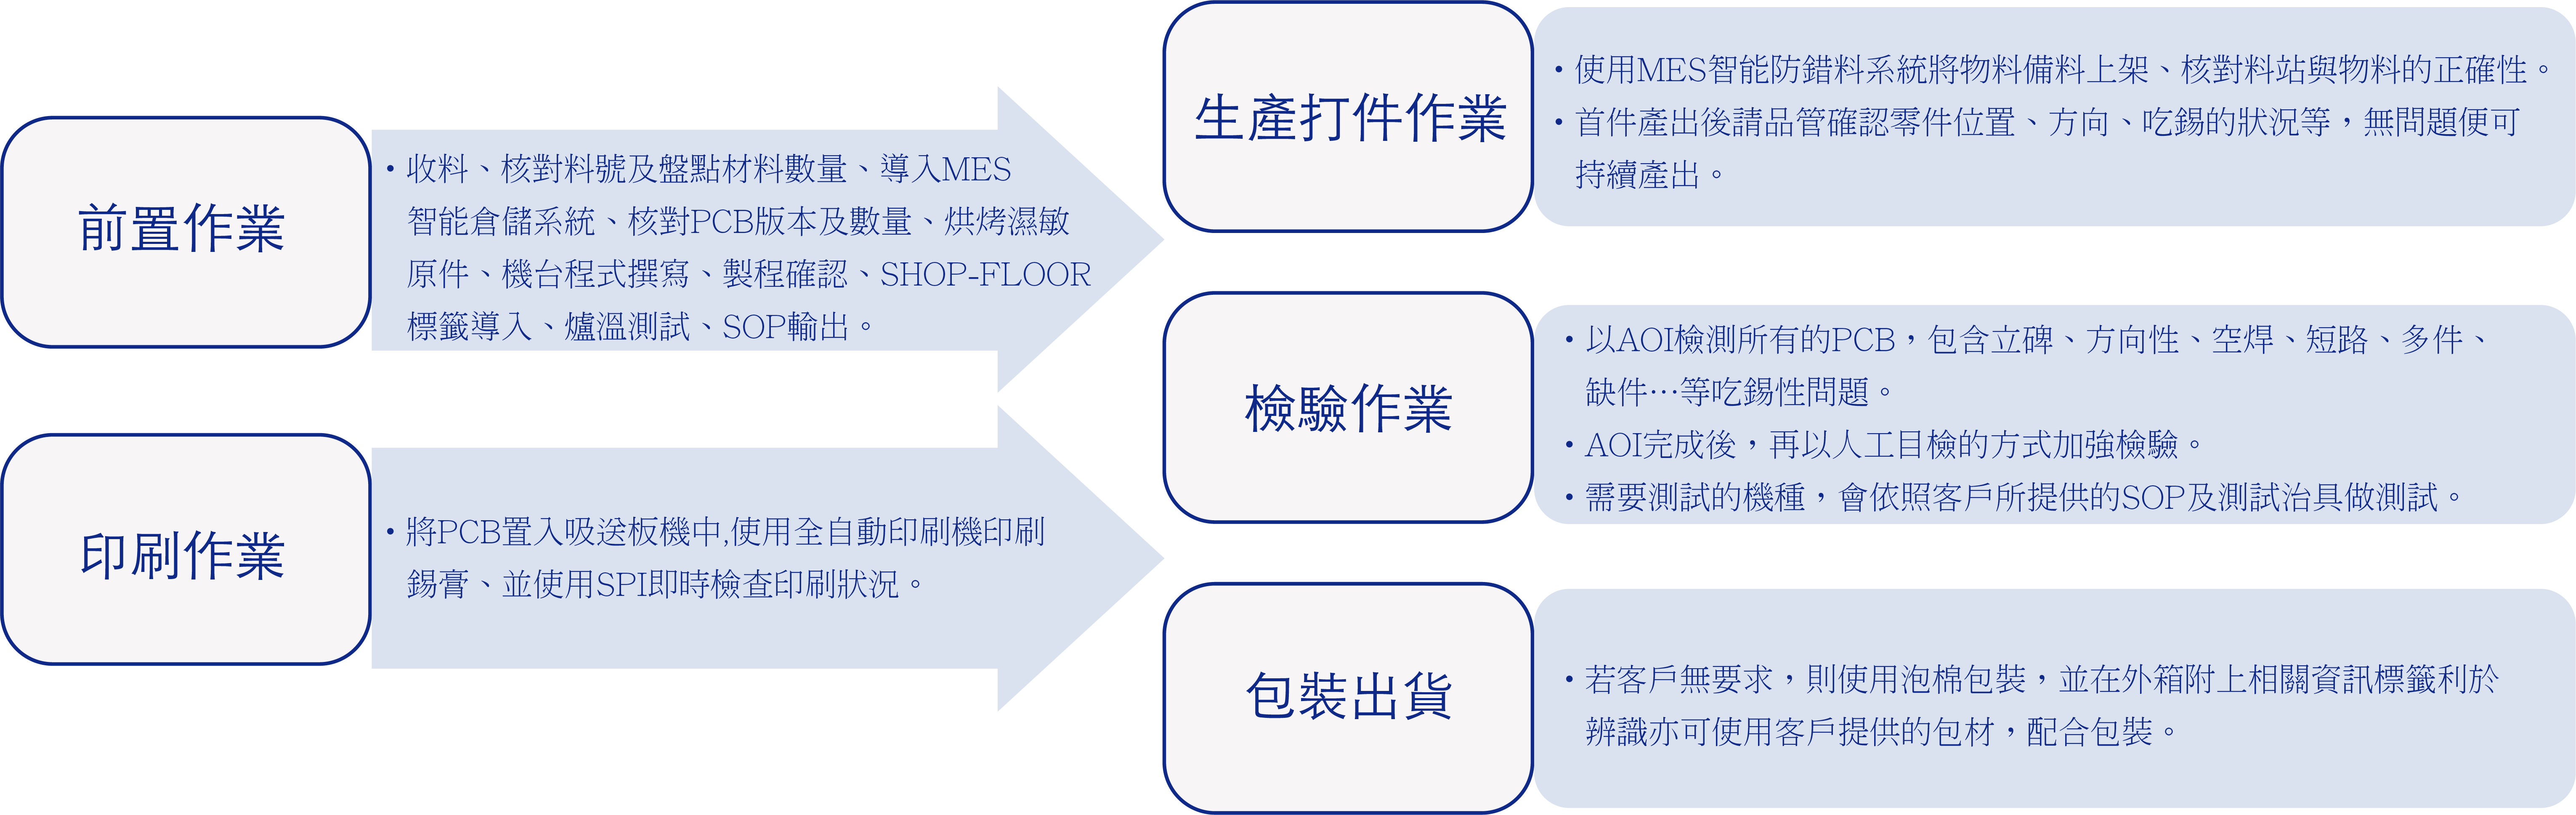 前置作業
・收料、核對料號及盤點材料數量、導入MES
智能倉儲系統、核對PCB版本及數量、烘烤濕敏
原件、機台程式撰寫、製程確認、SHOP-FLOOR
標籤導入、爐溫測試、SOP輸出。
印刷作業
・將PCB置入吸送板機中,使用全自動印刷機印刷
錫膏、並使用SPI即時檢查印刷狀況。
生產打件作業
・使用MES智能防錯料系統將物料備料上架、核對料站與物料的正確性。
・首件產出後請品管確認零件位置、方向、吃錫的狀況等，無問題便可
持續產出。
檢驗作業
・以AOI檢測所有的PCB，包含立碑、方向性、空焊、短路、多件、
缺件…等吃錫性問題。
・AOI完成後，再以人工目檢的方式加強檢驗。
・需要測試的機種，會依照客戶所提供的SOP及測試治具做測試。
包裝出貨
・若客戶無要求，則使用泡棉包裝，並在外箱附上相關資訊標籤利於
辨識亦可使用客戶提供的包材，配合包裝。